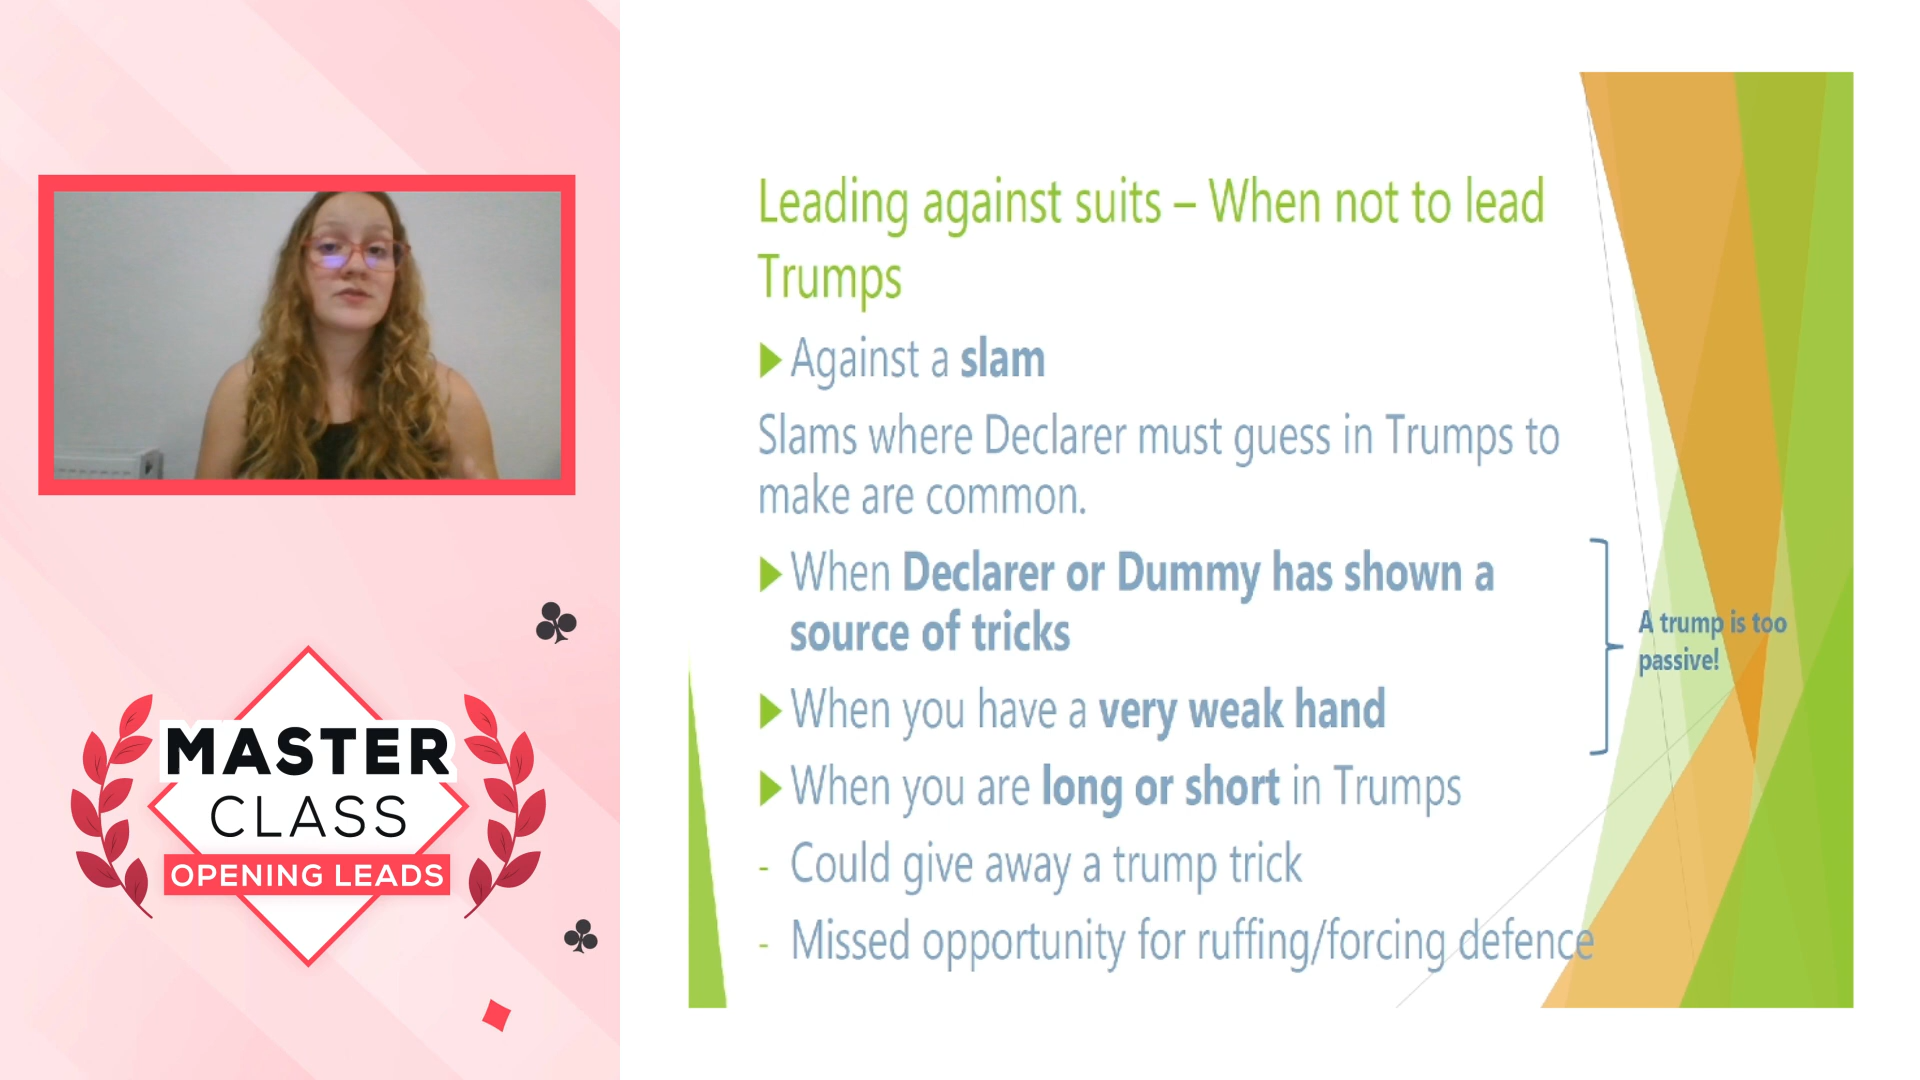 MASTER
CLASS
OPENING LEADS
Leading against suits – When not to lead
Trumps
Against a slam
Slams where Declarer must guess in Trumps to
make are common.
When Declarer or Dummy has shown a
source of tricks
When you have a very weak hand
When you are long or short in Trumps
- Could give away a trump trick
- Missed opportunity for ruffing/forcing defence
A trump is too
passive!